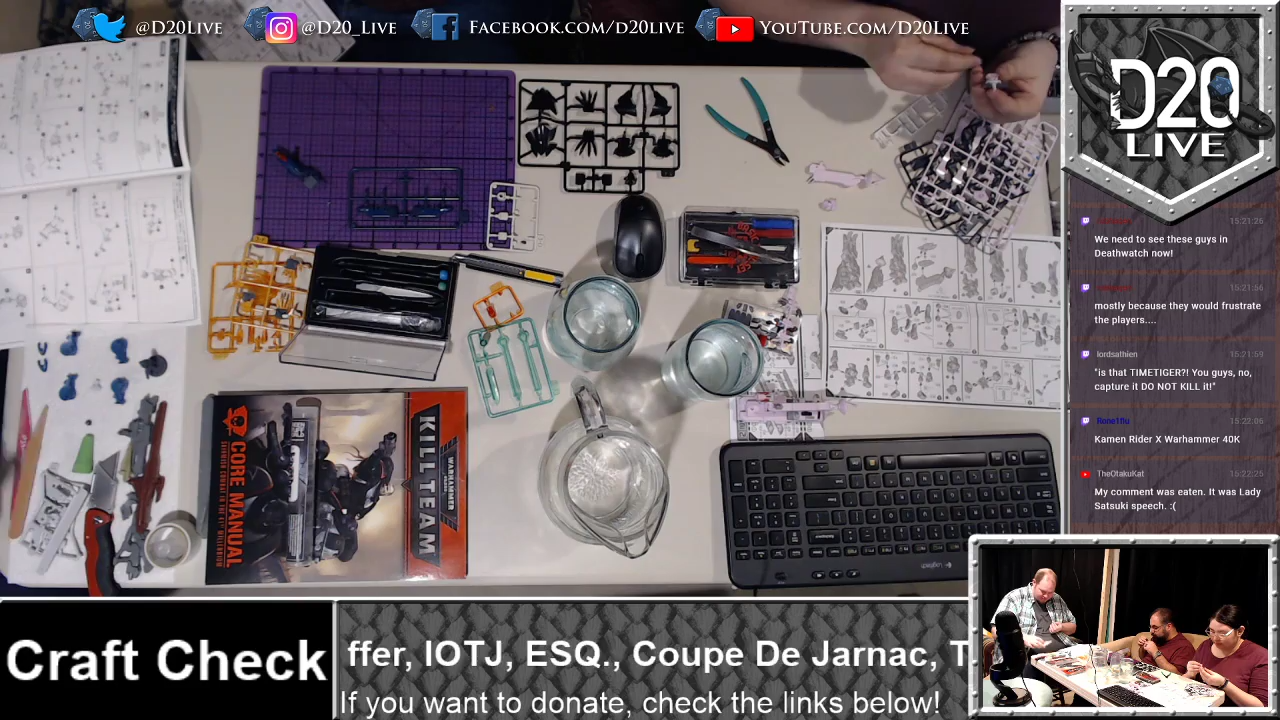 @D20Live
@D20_Live
Facebook.com/d20live
YouTube.com/D20Live
D20
LIVE
15:21:26
We need to see these guys in
Deathwatch now!
15:21:56
mostly because they would frustrate
the players....
lordsathien 15:21:59
"is that TIMETIGER?! You guys, no,
capture it DO NOT KILL it!"
15:22:06
Kamen Rider X Warhammer 40K
TheOtakuKat 15:22:25
My comment was eaten. It was Lady
Satsuki speech. :(
WARHAMMER
KILL TEAM
CORE MANUAL
Logitech
Craft Check
ffer, IOTJ, ESQ., Coupe De Jarnac, T
If you want to donate, check the links below!